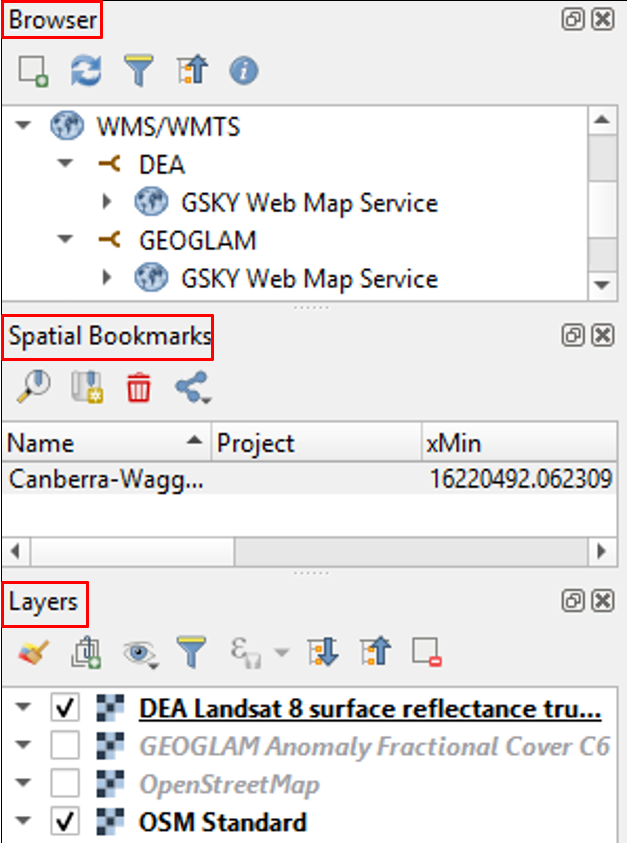 Browser
WMS/WMTS
DEA
GSKY Web Map Service
GEOGLAM
GSKY Web Map Service
Spatial Bookmarks
Name Project xMin
Canberra-Wagg... 16220492.062309
Layers
DEA Landsat 8 surface reflectance tru...
GEOGLAM Anomaly Fractional Cover C6
OpenStreetMap
OSM Standard